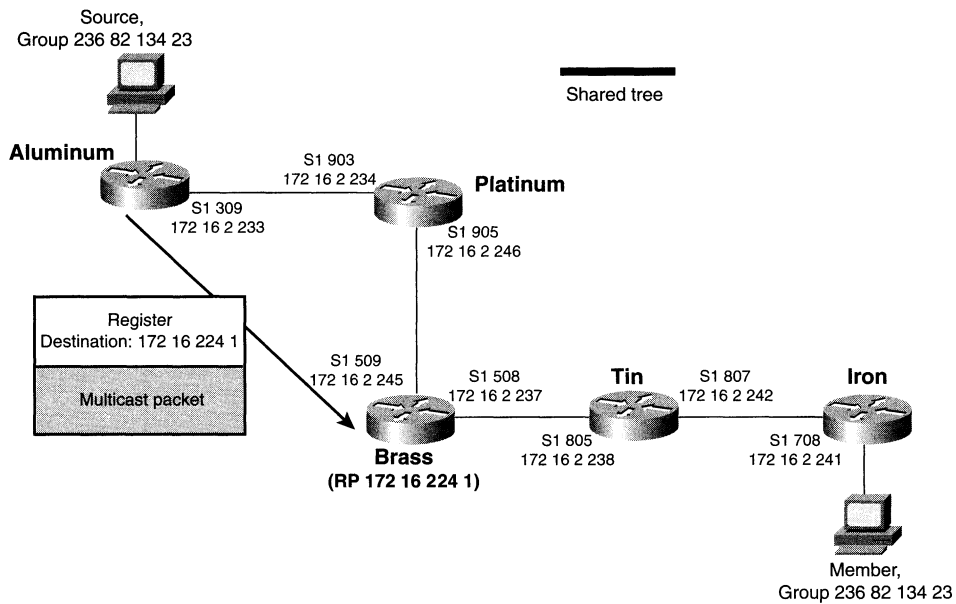 Source,
Group 236 82 134 23
Shared tree
Aluminum
S1 903
172 16 2 234
Platinum
S1 309
172 16 2 233
S1 905
172 16 2 246
Register
Destination: 172 16 224 1
Multicast packet
S1 509
172 16 2 245
S1 508
172 16 2 237
Tin
S1 807
172 16 2 242
Iron
S1 805
172 16 2 238
S1 708
172 16 2 241
Brass
(RP 172 16 224 1)
Member,
Group 236 82 134 23